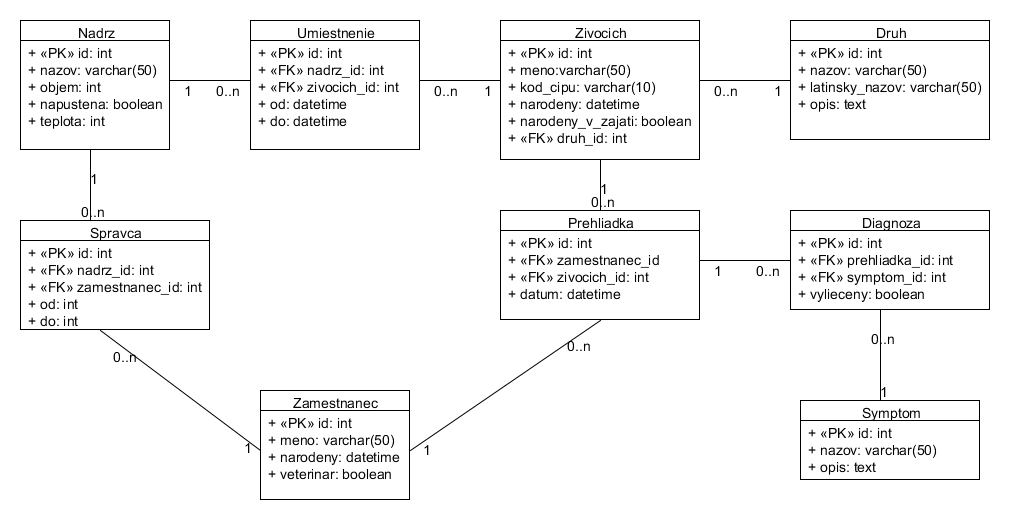 Nadrz
+ «PK» id: int
+ nazov: varchar(50)
+ objem: int
+ napustena: boolean
+ teplota: int
1
0..n
Umiestnenie
+ «PK» id: int
+ «FK» nadrz_id: int
+ «FK» zivocich_id: int
+ od: datetime
+ do: datetime
0..n
1
Zivocich
+ «PK» id: int
+ meno:varchar(50)
+ kod_cipu: varchar(10)
+ narodeny: datetime
+ narodeny_v_zajati: boolean
+ «FK» druh_id: int
0..n
1
Druh
+ «PK» id: int
+ nazov: varchar(50)
+ latinsky_nazov: varchar(50)
+ opis: text
1
0..n
1
0..n
Spravca
+ «PK» id: int
+ «FK» nadrz_id: int
+ «FK» zamestnanec_id: int
+ od: int
+ do: int
Prehliadka
+ «PK» id: int
+ «FK» zamestnanec_id
+ «FK» zivocich_id: int
+ datum: datetime
1
0..n
Diagnoza
+ «PK» id: int
+ «FK» prehliadka_id: int
+ «FK» symptom_id: int
+ vylieceny: boolean
0..n
0..n
0..n
1
1
1
Zamestnanec
+ «PK» id: int
+ meno: varchar(50)
+ narodeny: datetime
+ veterinar: boolean
Symptom
+ «PK» id: int
+ nazov: varchar(50)
+ opis: text